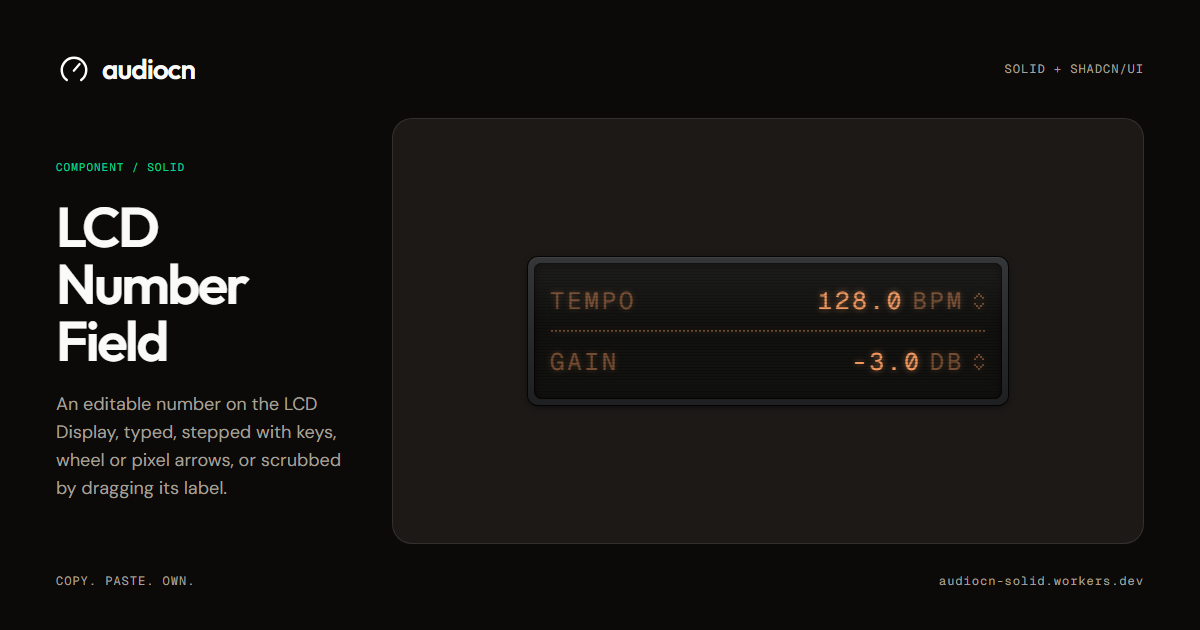 audiocn
SOLID + SHADCN/UI
COMPONENT / SOLID
LCD
Number
Field
An editable number on the LCD
Display, typed, stepped with keys,
wheel or pixel arrows, or scrubbed
by dragging its label.
TEMPO 128.0 BPM
GAIN -3.0 DB
COPY. PASTE. OWN.
audiocn-solid.workers.dev